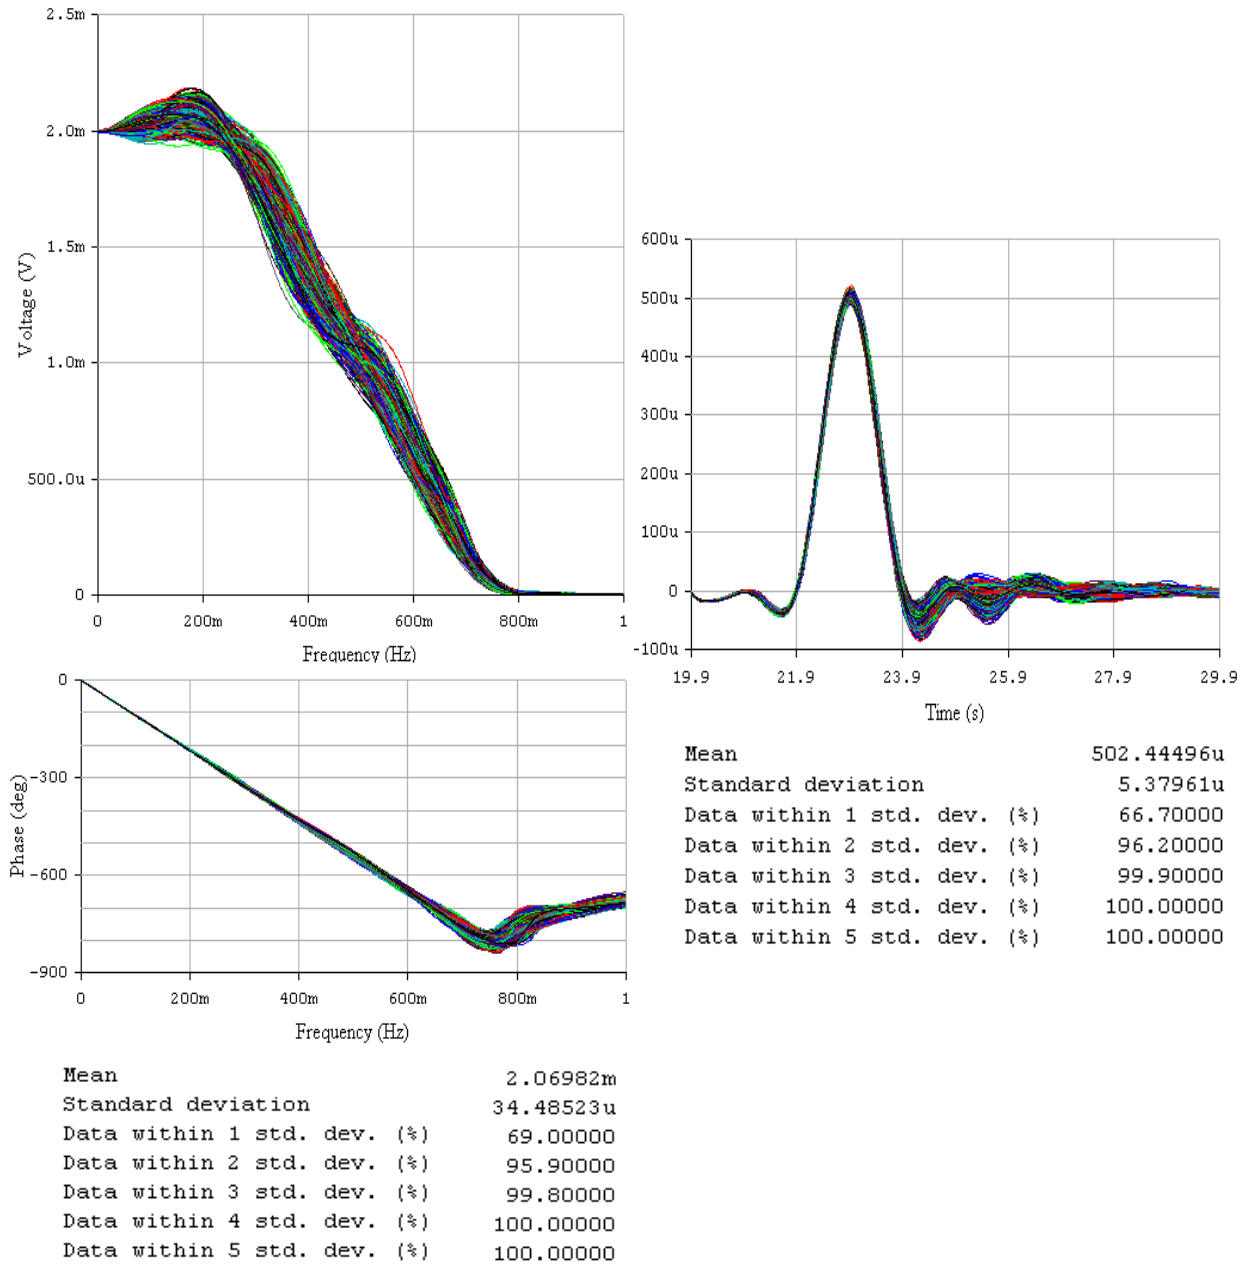 2.5m
2.0m
1.5m
1.0m
500.0u
0
Voltage (V)
0 200m 400m 600m 800m 1
Frequency (Hz)
0
-300
-600
-900
Phase (deg)
0 200m 400m 600m 800m 1
Frequency (Hz)
Mean 2.06982m
Standard deviation 34.48523u
Data within 1 std. dev. (%) 69.00000
Data within 2 std. dev. (%) 95.90000
Data within 3 std. dev. (%) 99.80000
Data within 4 std. dev. (%) 100.00000
Data within 5 std. dev. (%) 100.00000
600u
500u
400u
300u
200u
100u
0
-100u
19.9 21.9 23.9 25.9 27.9 29.9
Time (s)
Mean 502.44496u
Standard deviation 5.37961u
Data within 1 std. dev. (%) 66.70000
Data within 2 std. dev. (%) 96.20000
Data within 3 std. dev. (%) 99.90000
Data within 4 std. dev. (%) 100.00000
Data within 5 std. dev. (%) 100.00000